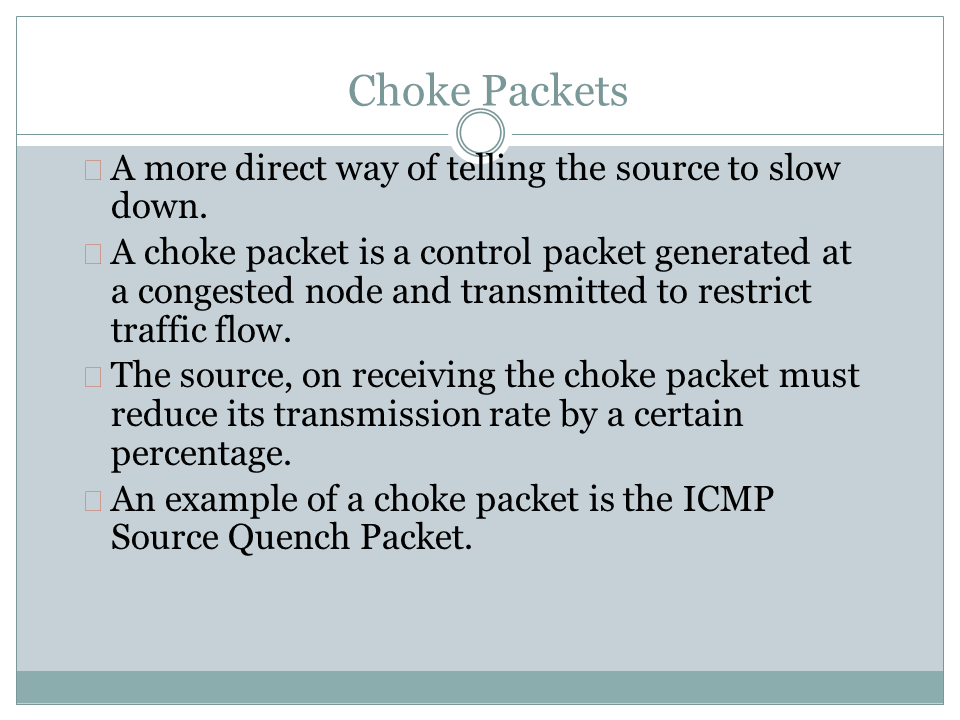 Choke Packets
A more direct way of telling the source to slow
down.
A choke packet is a control packet generated at
a congested node and transmitted to restrict
traffic flow.
The source, on receiving the choke packet must
reduce its transmission rate by a certain
percentage.
An example of a choke packet is the ICMP
Source Quench Packet.